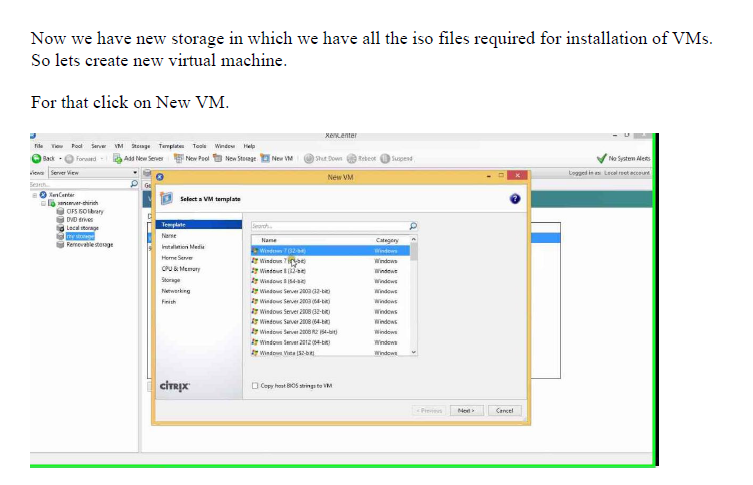 Now we have new storage in which we have all the iso files required for installation of VMs.
So lets create new virtual machine.
For that click on New VM.
XenCenter
File View Pool Server VM Storage Templates Tools Window Help
Back Forward Add New Server New Pool New Storage New VM Shut Down Reboot Suspend No System Alerts
Views: Server View
Logged in as: Local root account
Search...
XenCenter
xenserver-shirish
CIFS ISO library
DVD drives
Local storage
Removable storage
New VM
Select a VM template
?
Template
Name
Installation Media
Home Server
CPU & Memory
Storage
Networking
Finish
CITRIX
Search...
Name Category
Windows 7 (32-bit) Windows
Windows 7 Windows
Windows 8 (32-bit) Windows
Windows 8 (64-bit) Windows
Windows Server 2003 (32-bit) Windows
Windows Server 2003 (64-bit) Windows
Windows Server 2008 (32-bit) Windows
Windows Server 2008 (64-bit) Windows
Windows Server 2008 R2 (64-bit) Windows
Windows Server 2012 (64-bit) Windows
Windows Vista (32-bit) Windows
Copy host BIOS strings to VM
< Previous Next > Cancel